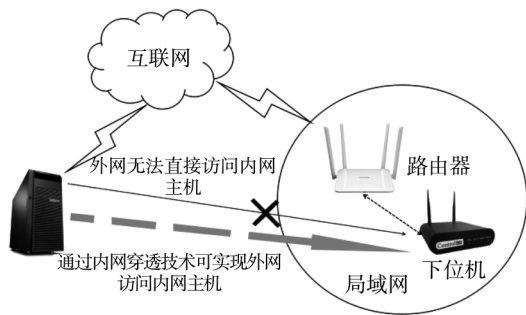 互联网
外网无法直接访问内网
主机
路由器
通过内网穿透技术可实现外网
访问内网主机
局域网
下位机